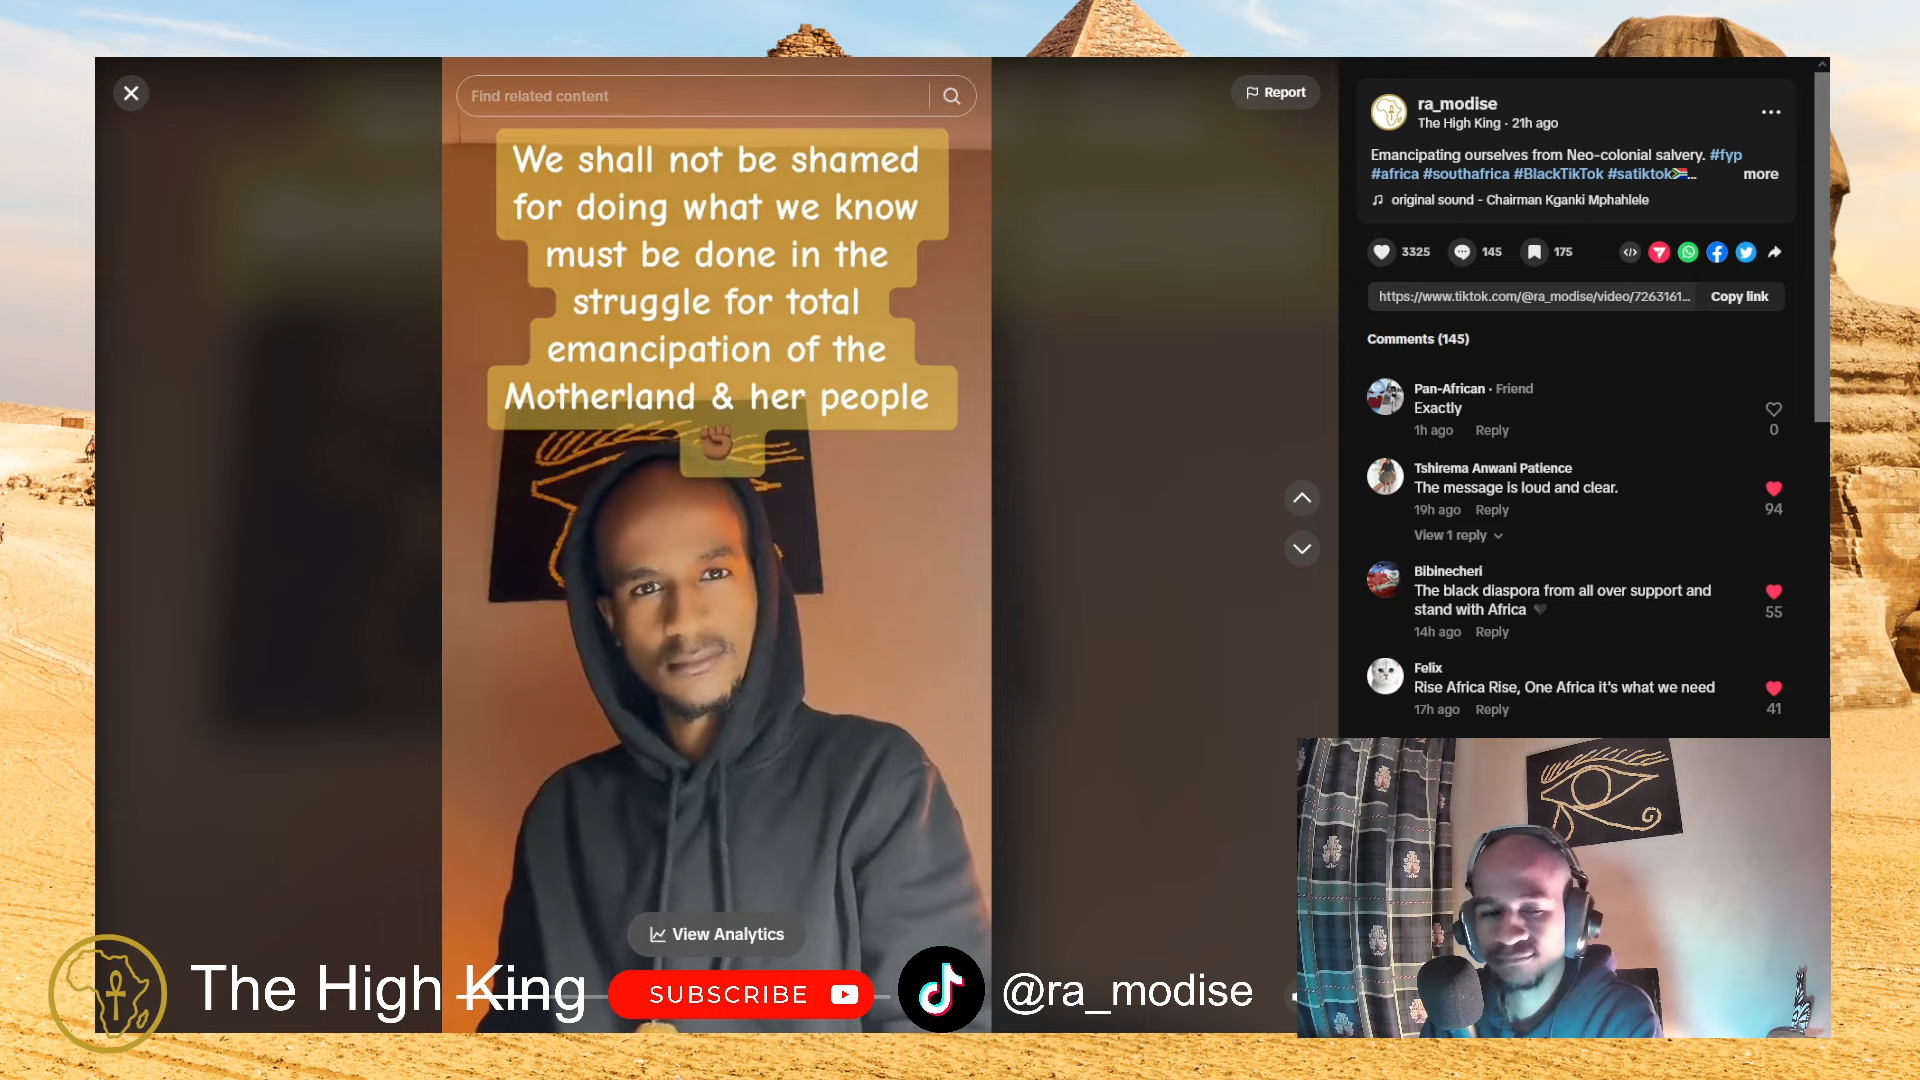 Find related content
We shall not be shamed
for doing what we know
must be done in the
struggle for total
emancipation of the
Motherland & her people
View Analytics
Report
ra_modise
The High King · 21h ago
Emancipating ourselves from Neo-colonial salvery. #fyp
#africa #southafrica #BlackTikTok #satiktok🇿🇦... more
original sound - Chairman Kganki Mphahlele
3325 145 175
https://www.tiktok.com/@ra_modise/video/7263161... Copy link
Comments (145)
Pan-African · Friend
Exactly
1h ago Reply
0
Tshirema Anwani Patience
The message is loud and clear.
19h ago Reply
94
View 1 reply
Bibinecheri
The black diaspora from all over support and
stand with Africa 🖤
14h ago Reply
55
Felix
Rise Africa Rise, One Africa it's what we need
17h ago Reply
41
The High King
SUBSCRIBE
@ra_modise